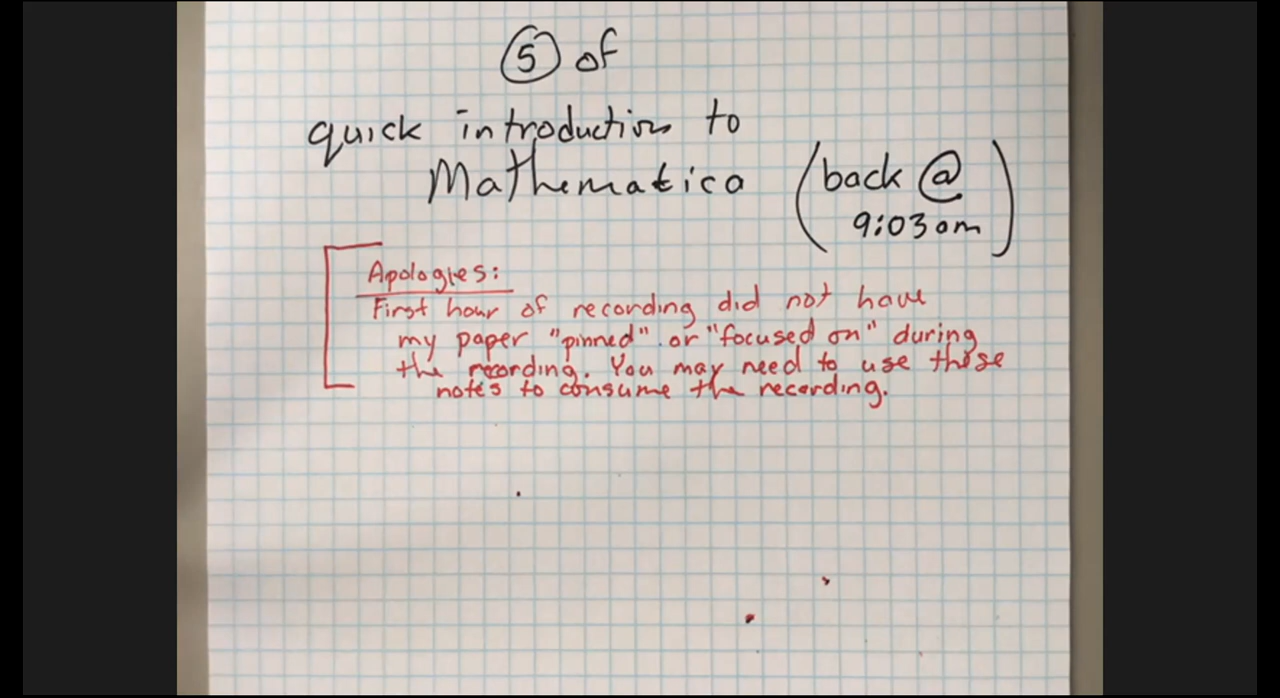 5 of
quick introduction to
Mathematica
(back @
9:03am)
Apologies:
First hour of recording did not have
my paper "pinned" or "focused on" during
the recording. You may need to use these
notes to consume the recording.